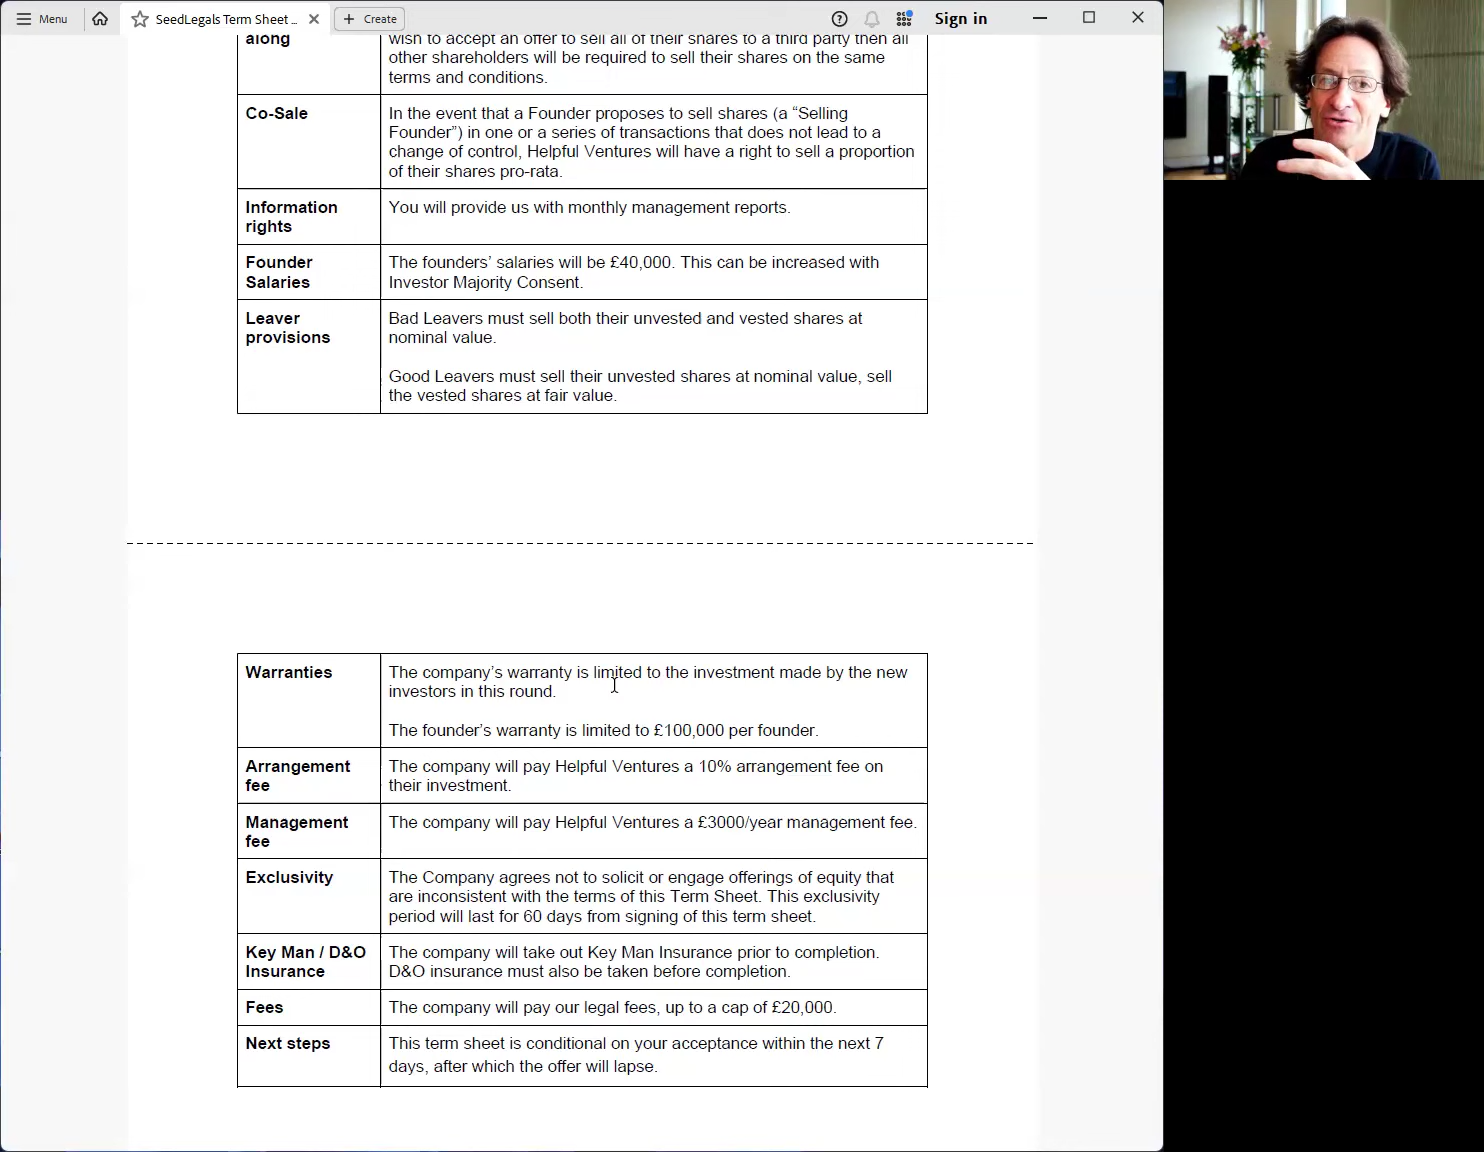 Menu
SeedLegals Term Sheet ...
Create
Sign in
along
wish to accept an offer to sell all of their shares to a third party then all
other shareholders will be required to sell their shares on the same
terms and conditions.
Co-Sale
In the event that a Founder proposes to sell shares (a “Selling
Founder”) in one or a series of transactions that does not lead to a
change of control, Helpful Ventures will have a right to sell a proportion
of their shares pro-rata.
Information
rights
You will provide us with monthly management reports.
Founder
Salaries
The founders’ salaries will be £40,000. This can be increased with
Investor Majority Consent.
Leaver
provisions
Bad Leavers must sell both their unvested and vested shares at
nominal value.
Good Leavers must sell their unvested shares at nominal value, sell
the vested shares at fair value.
Warranties
The company’s warranty is limited to the investment made by the new
investors in this round.
The founder’s warranty is limited to £100,000 per founder.
Arrangement
fee
The company will pay Helpful Ventures a 10% arrangement fee on
their investment.
Management
fee
The company will pay Helpful Ventures a £3000/year management fee.
Exclusivity
The Company agrees not to solicit or engage offerings of equity that
are inconsistent with the terms of this Term Sheet. This exclusivity
period will last for 60 days from signing of this term sheet.
Key Man / D&O
Insurance
The company will take out Key Man Insurance prior to completion.
D&O insurance must also be taken before completion.
Fees
The company will pay our legal fees, up to a cap of £20,000.
Next steps
This term sheet is conditional on your acceptance within the next 7
days, after which the offer will lapse.